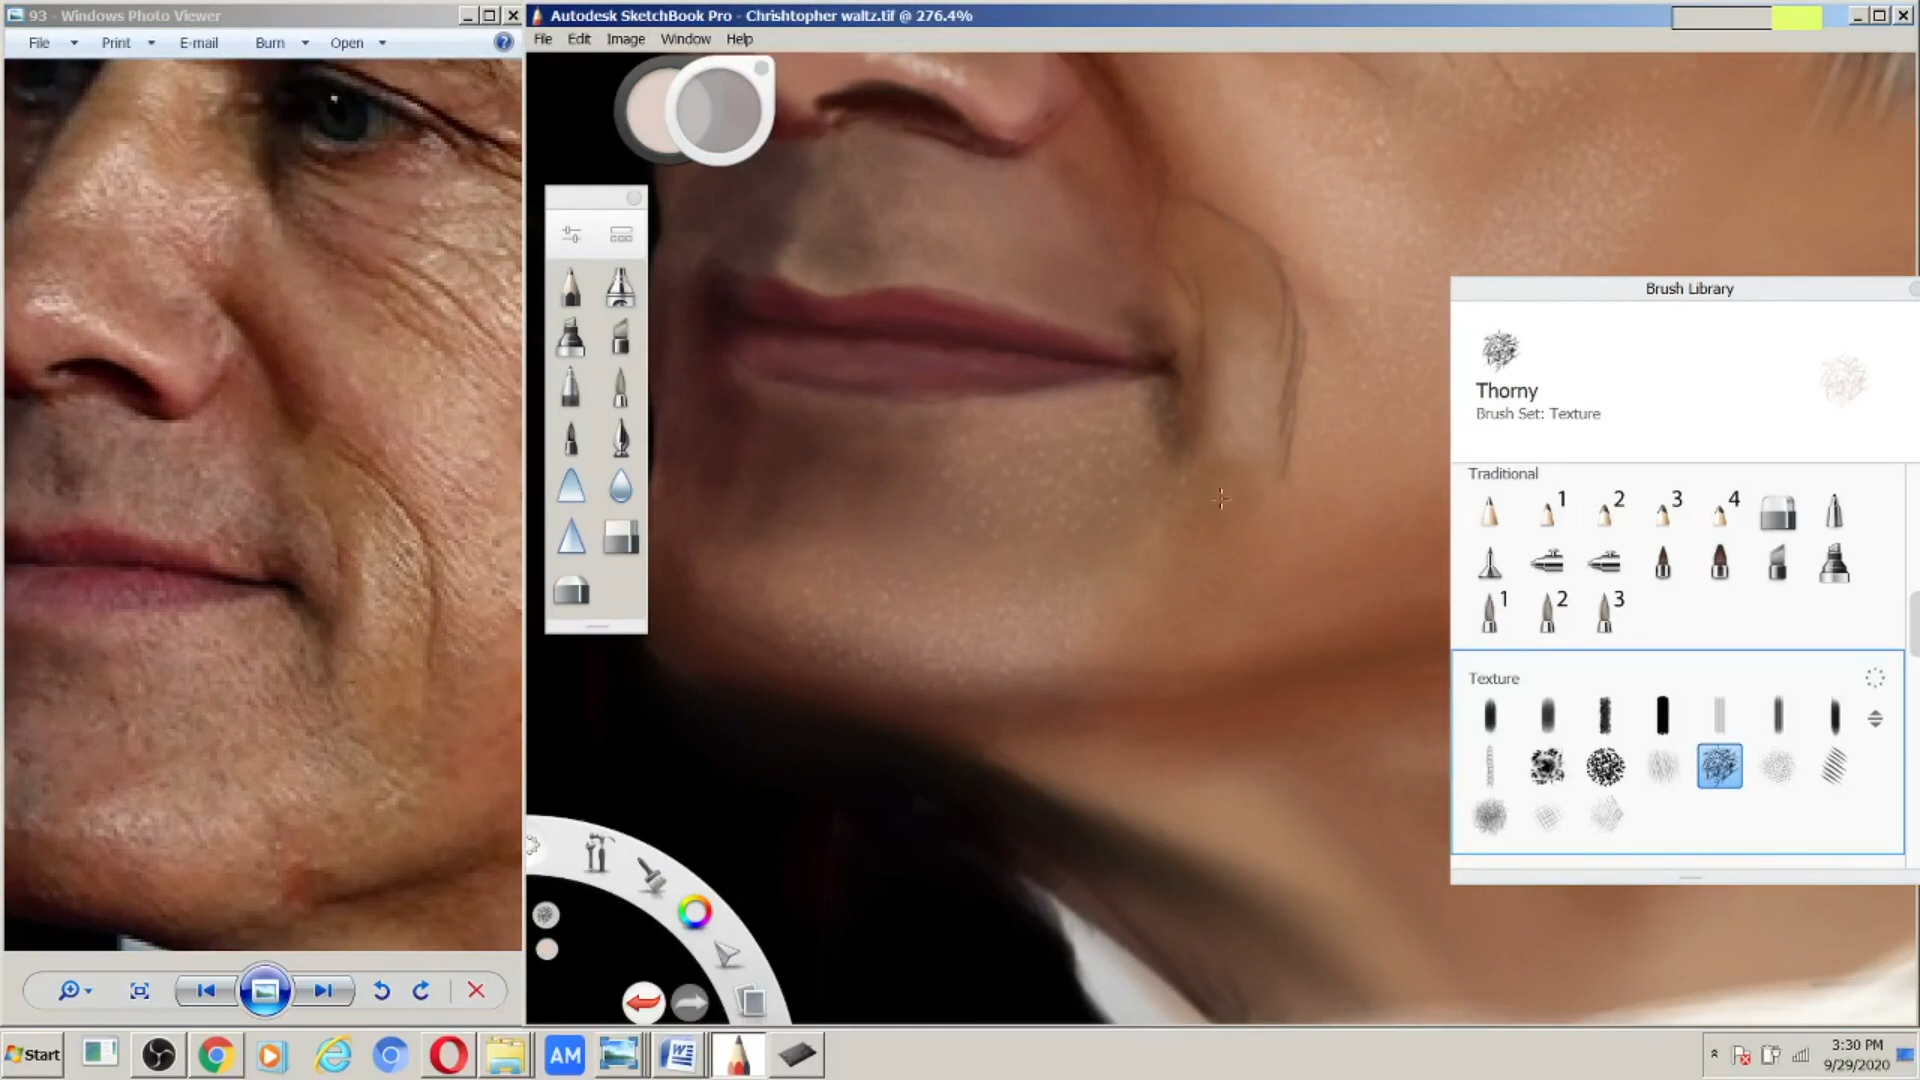 93 - Windows Photo Viewer
File Print E-mail Burn Open
Autodesk SketchBook Pro - Chrishtopher waltz.tif @ 276.4%
File Edit Image Window Help
Brush Library
Thorny
Brush Set: Texture
Traditional
1 2 3 4
1 2 3
Texture
Start
AM
W
3:30 PM
9/29/2020